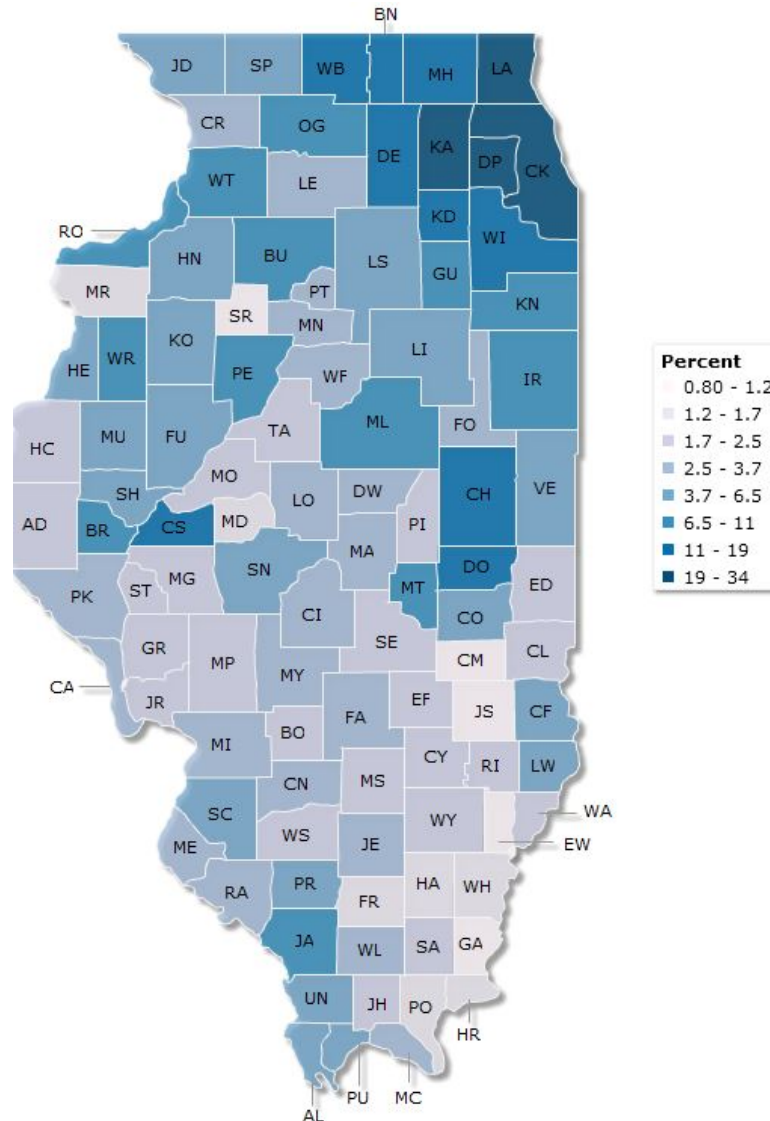 BN
JD SP WB MH LA
CR OG DE KA DP CK
WT LE
RO HN BU LS KD WI
GU
MR SR PT KN
MN
HE WR KO PE WF LI IR
Percent
0.80 - 1.2
1.2 - 1.7
1.7 - 2.5
2.5 - 3.7
3.7 - 6.5
6.5 - 11
11 - 19
19 - 34
HC MU FU TA ML FO
MO
SH LO DW CH VE
AD BR CS MD PI
MA
PK ST MG SN MT DO ED
CI CO
GR MP SE CM CL
CA JR MY EF JS CF
BO FA
MI CY RI LW
CN MS
SC WS WY WA
ME JE EW
RA PR FR HA WH
JA WL SA GA
UN JH PO HR
AL PU MC